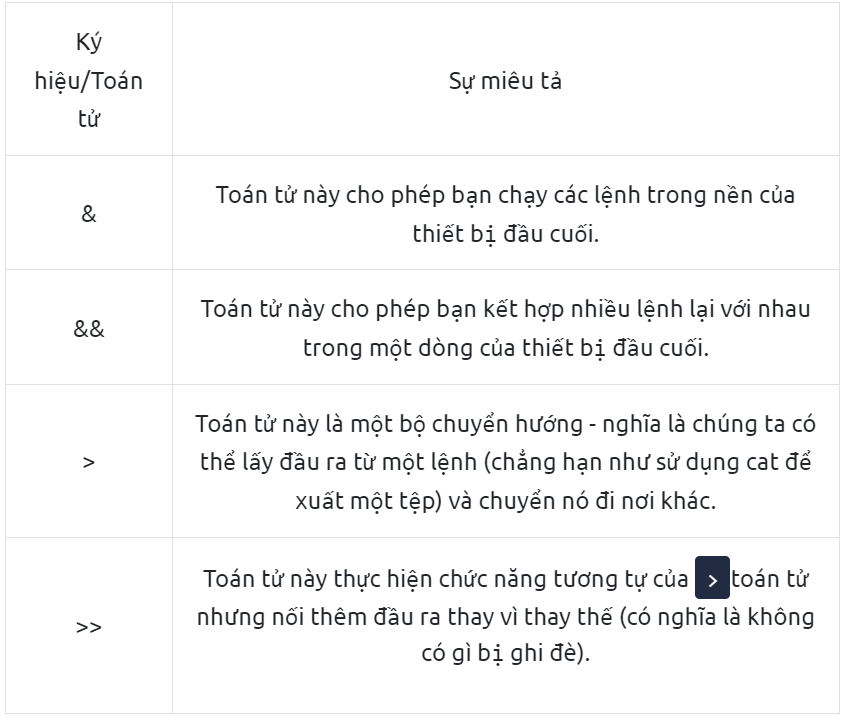 Ký
hiệu/Toán
tử
Sự miêu tả
&
Toán tử này cho phép bạn chạy các lệnh trong nền của
thiết bị đầu cuối.
&&
Toán tử này cho phép bạn kết hợp nhiều lệnh lại với nhau
trong một dòng của thiết bị đầu cuối.
>
Toán tử này là một bộ chuyển hướng - nghĩa là chúng ta có
thể lấy đầu ra từ một lệnh (chẳng hạn như sử dụng cat để
xuất một tệp) và chuyển nó đi nơi khác.
>>
Toán tử này thực hiện chức năng tương tự của > toán tử
nhưng nối thêm đầu ra thay vì thay thế (có nghĩa là không
có gì bị ghi đè).